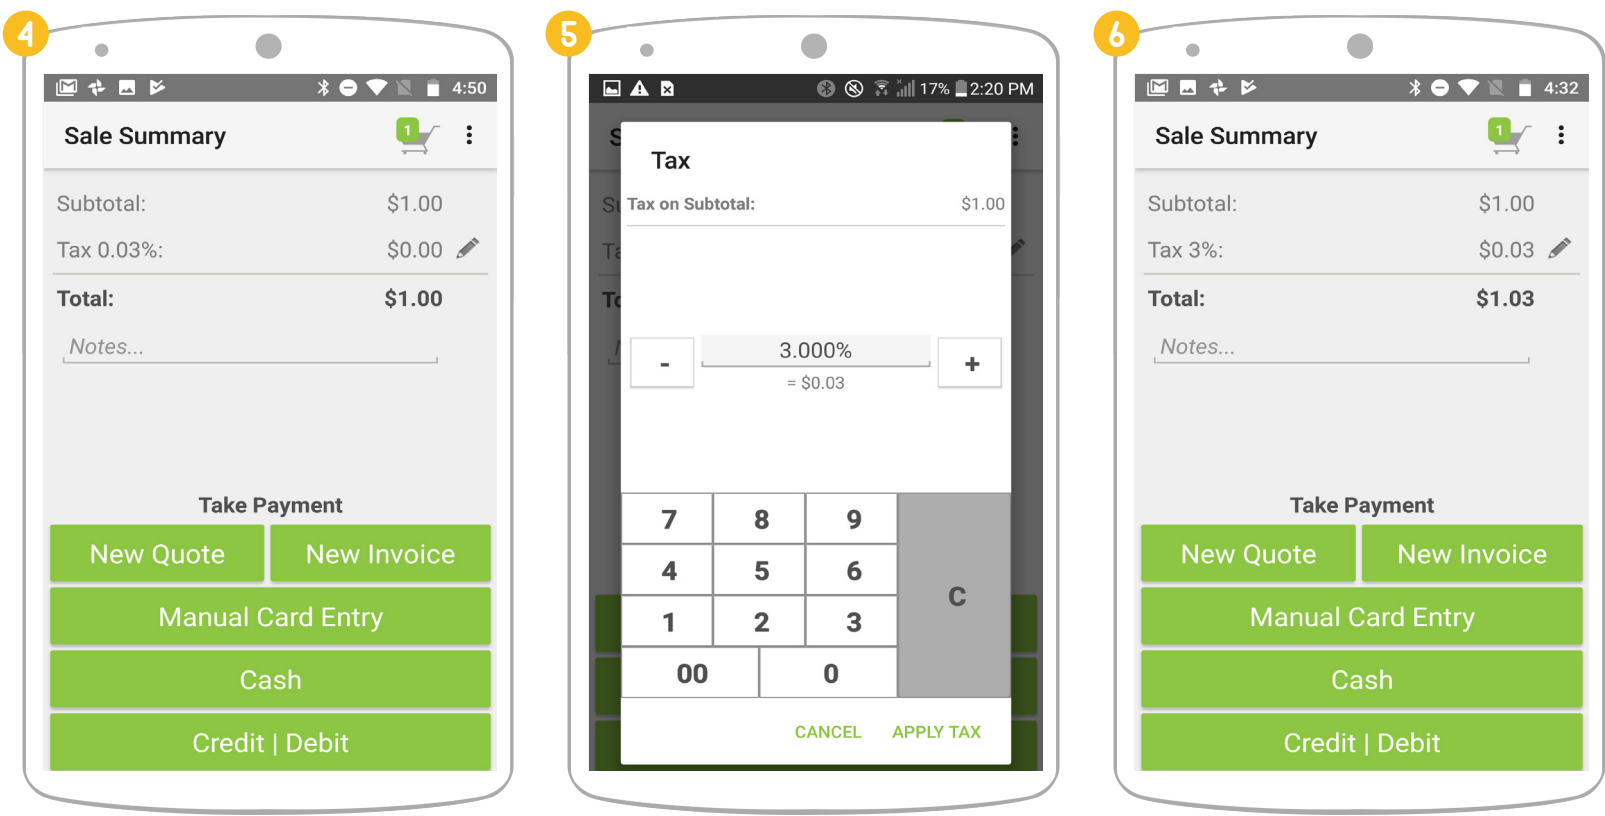 4
4:50
Sale Summary
1
Subtotal: $1.00
Tax 0.03%: $0.00
Total: $1.00
Notes...
Take Payment
New Quote New Invoice
Manual Card Entry
Cash
Credit | Debit
5
17% 2:20 PM
Tax
Tax on Subtotal: $1.00
- 3.000% +
= $0.03
7 8 9
4 5 6 C
1 2 3
00 0
CANCEL APPLY TAX
6
4:32
Sale Summary
1
Subtotal: $1.00
Tax 3%: $0.03
Total: $1.03
Notes...
Take Payment
New Quote New Invoice
Manual Card Entry
Cash
Credit | Debit